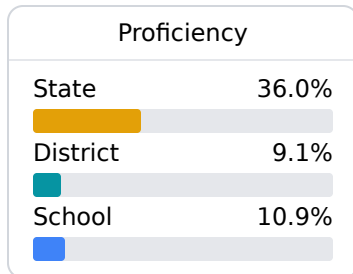 Proficiency
State 36.0%
District 9.1%
School 10.9%